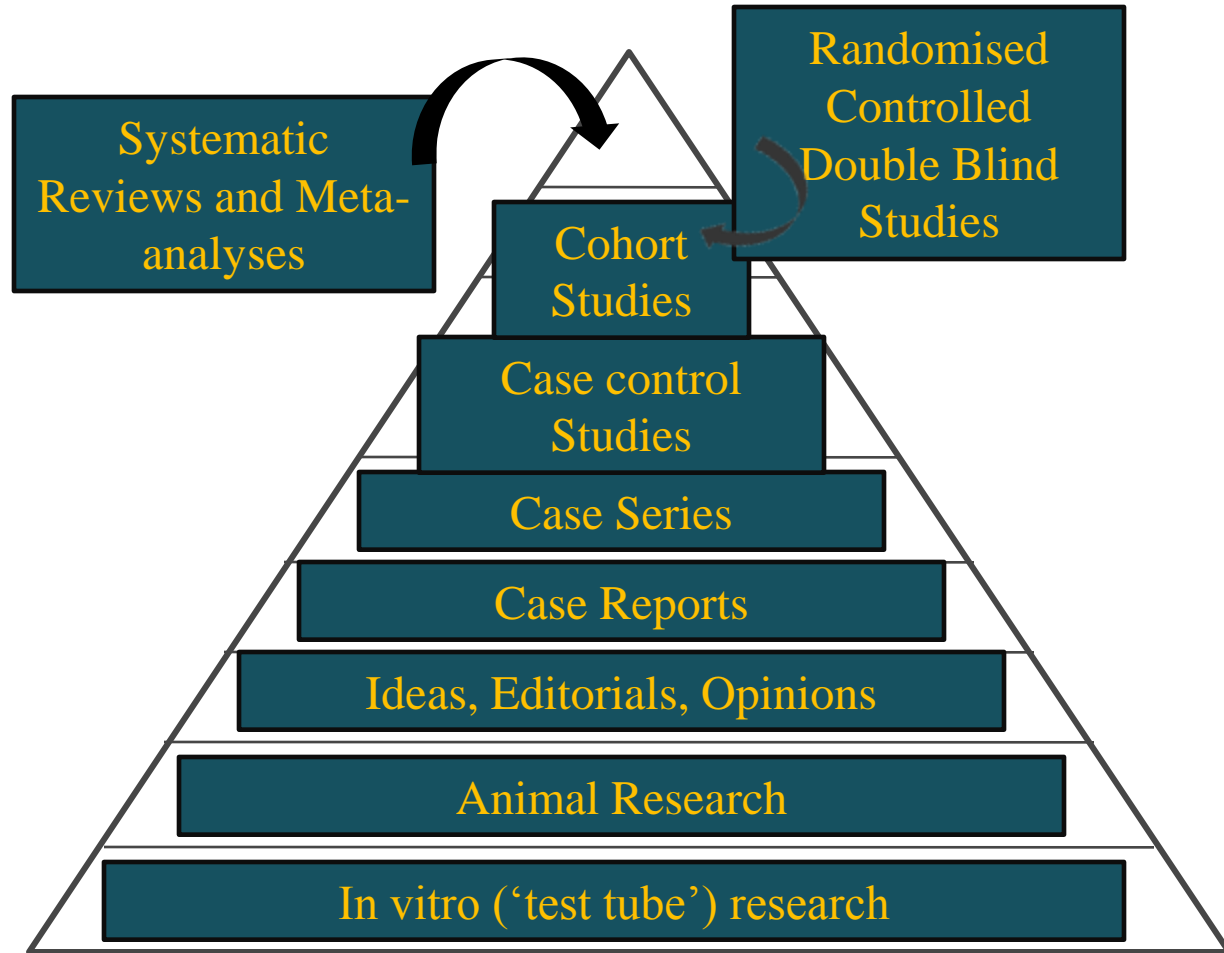 Systematic
Reviews and Meta-
analyses
Randomised
Controlled
Double Blind
Studies
Cohort
Studies
Case control
Studies
Case Series
Case Reports
Ideas, Editorials, Opinions
Animal Research
In vitro (‘test tube’) research